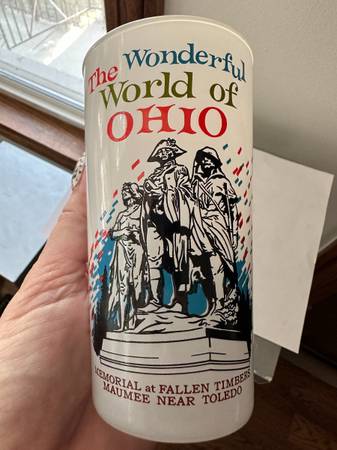 The Wonderful
World of
OHIO
MEMORIAL at FALLEN TIMBERS
MAUMEE NEAR TOLEDO